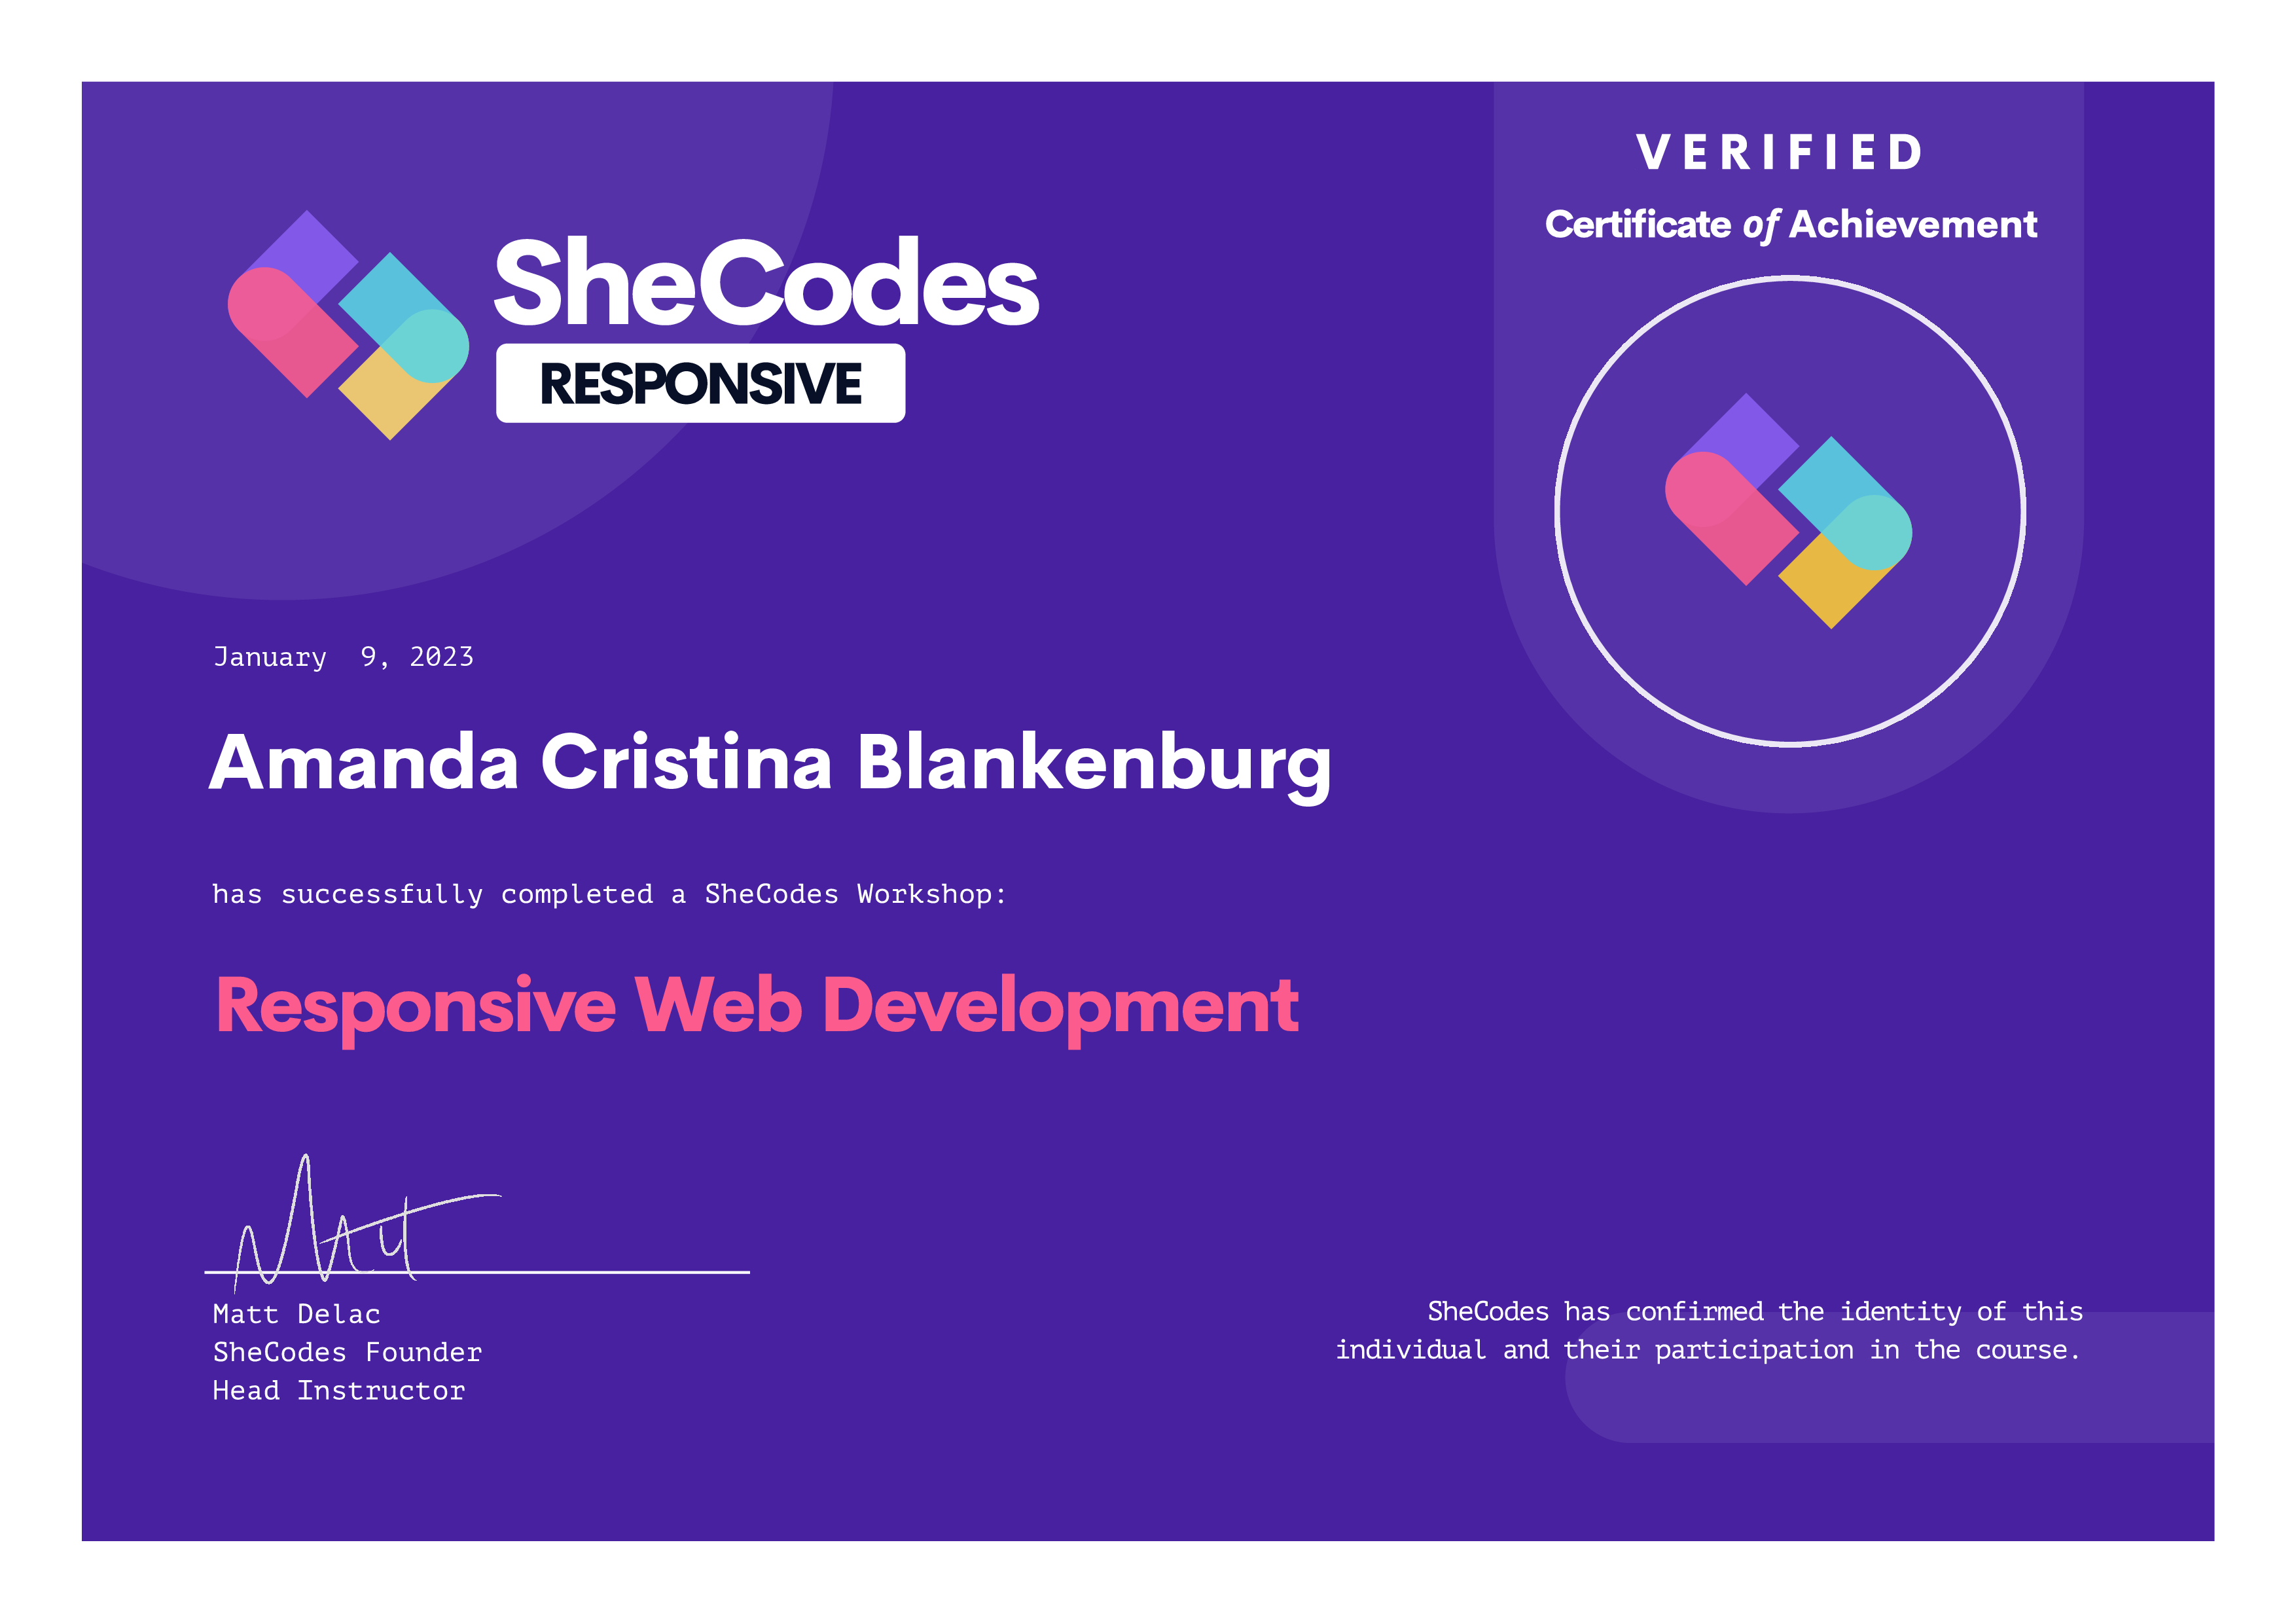 VERIFIED
Certificate of Achievement
SheCodes
RESPONSIVE
January 9, 2023
Amanda Cristina Blankenburg
has successfully completed a SheCodes Workshop:
Responsive Web Development
Matt
Matt Delac
SheCodes Founder
Head Instructor
SheCodes has confirmed the identity of this
individual and their participation in the course.